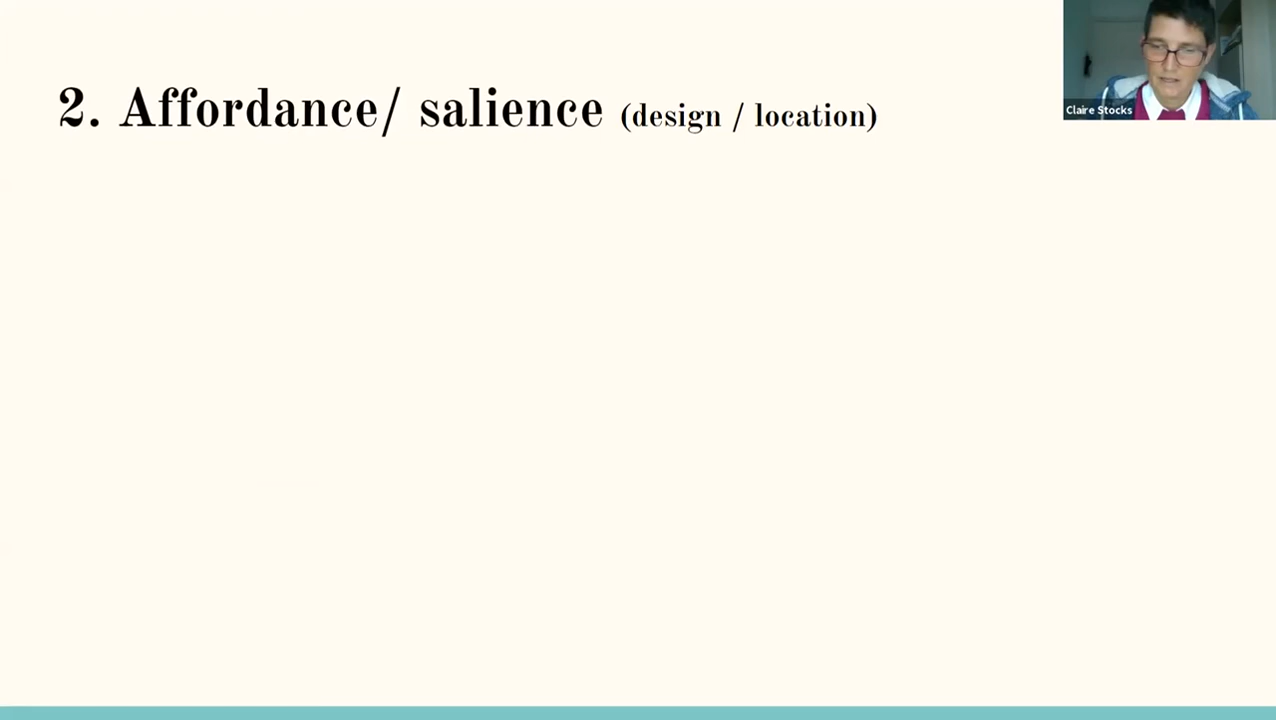 2. Affordance/ salience (design / location)
Claire Stocks